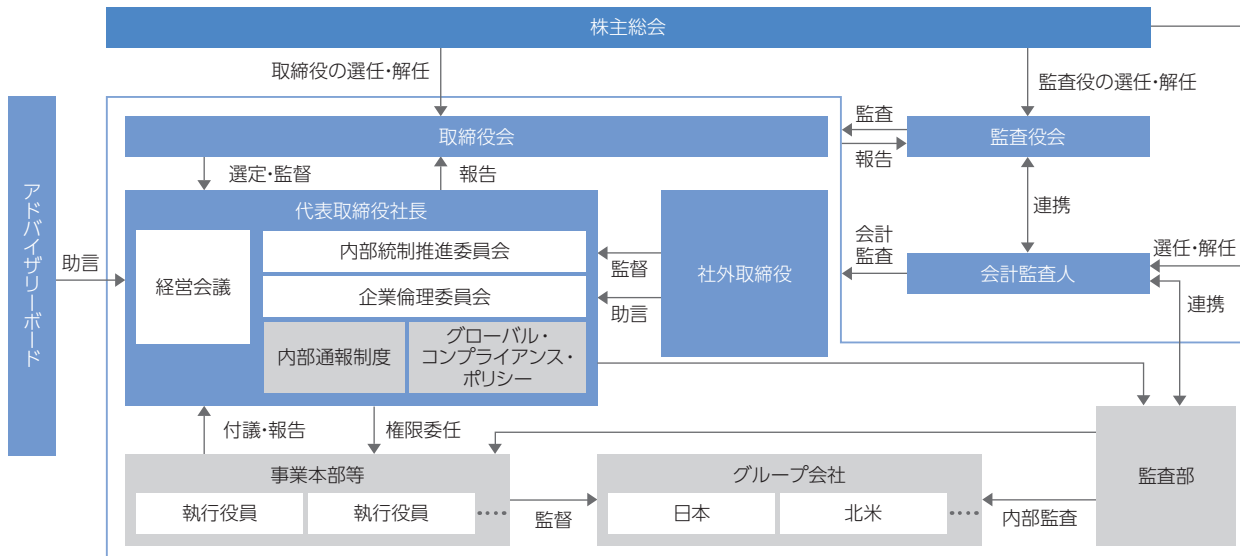 株主総会
取締役の選任・解任
監査役の選任・解任
アドバイザリーボード
取締役会
監査
報告
監査役会
選定・監督
報告
連携
代表取締役社長
経営会議
内部統制推進委員会
企業倫理委員会
内部通報制度
グローバル・
コンプライアンス・
ポリシー
助言
監督
助言
社外取締役
会計
監査
会計監査人
選任・解任
連携
付議・報告
権限委任
事業本部等
執行役員
執行役員
監督
グループ会社
日本
北米
内部監査
監査部